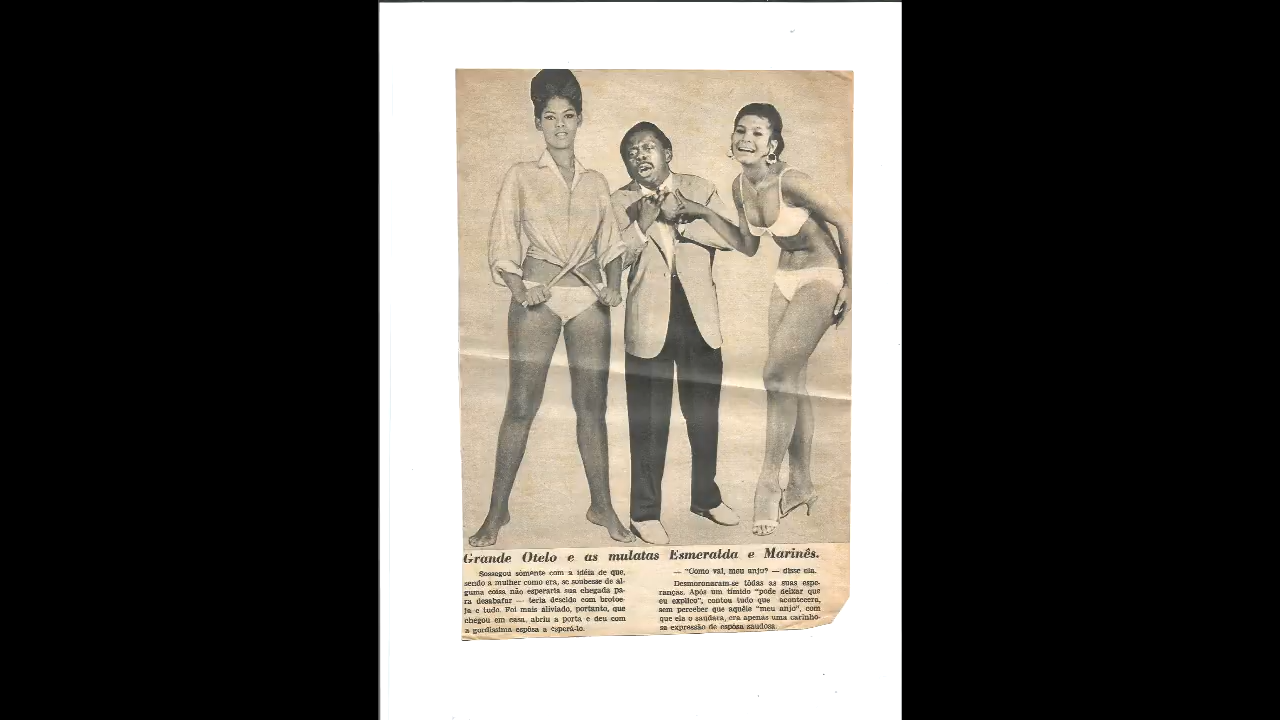 Grande Otelo e as mulatas Esmeralda e Marinês.
Sossegou sòmente com a idéia de que,
sendo a mulher como era, se soubesse de al-
guma coisa não esperaria sua chegada pa-
ra desabafar — teria descido com brotoe-
ja e tudo. Foi mais aliviado, portanto, que
chegou em casa, abriu a porta e deu com
a gordíssima espôsa a esperá-lo.
— "Como vai, meu anjo? — disse ela.
Desmoronaram-se tôdas as suas espe-
ranças. Após um tímido "pode deixar que
eu explico", contou tudo que acontecera,
sem perceber que aquêle "meu anjo", com
que ela o saudara, era apenas uma carinho-
sa expressão de espôsa saudosa.